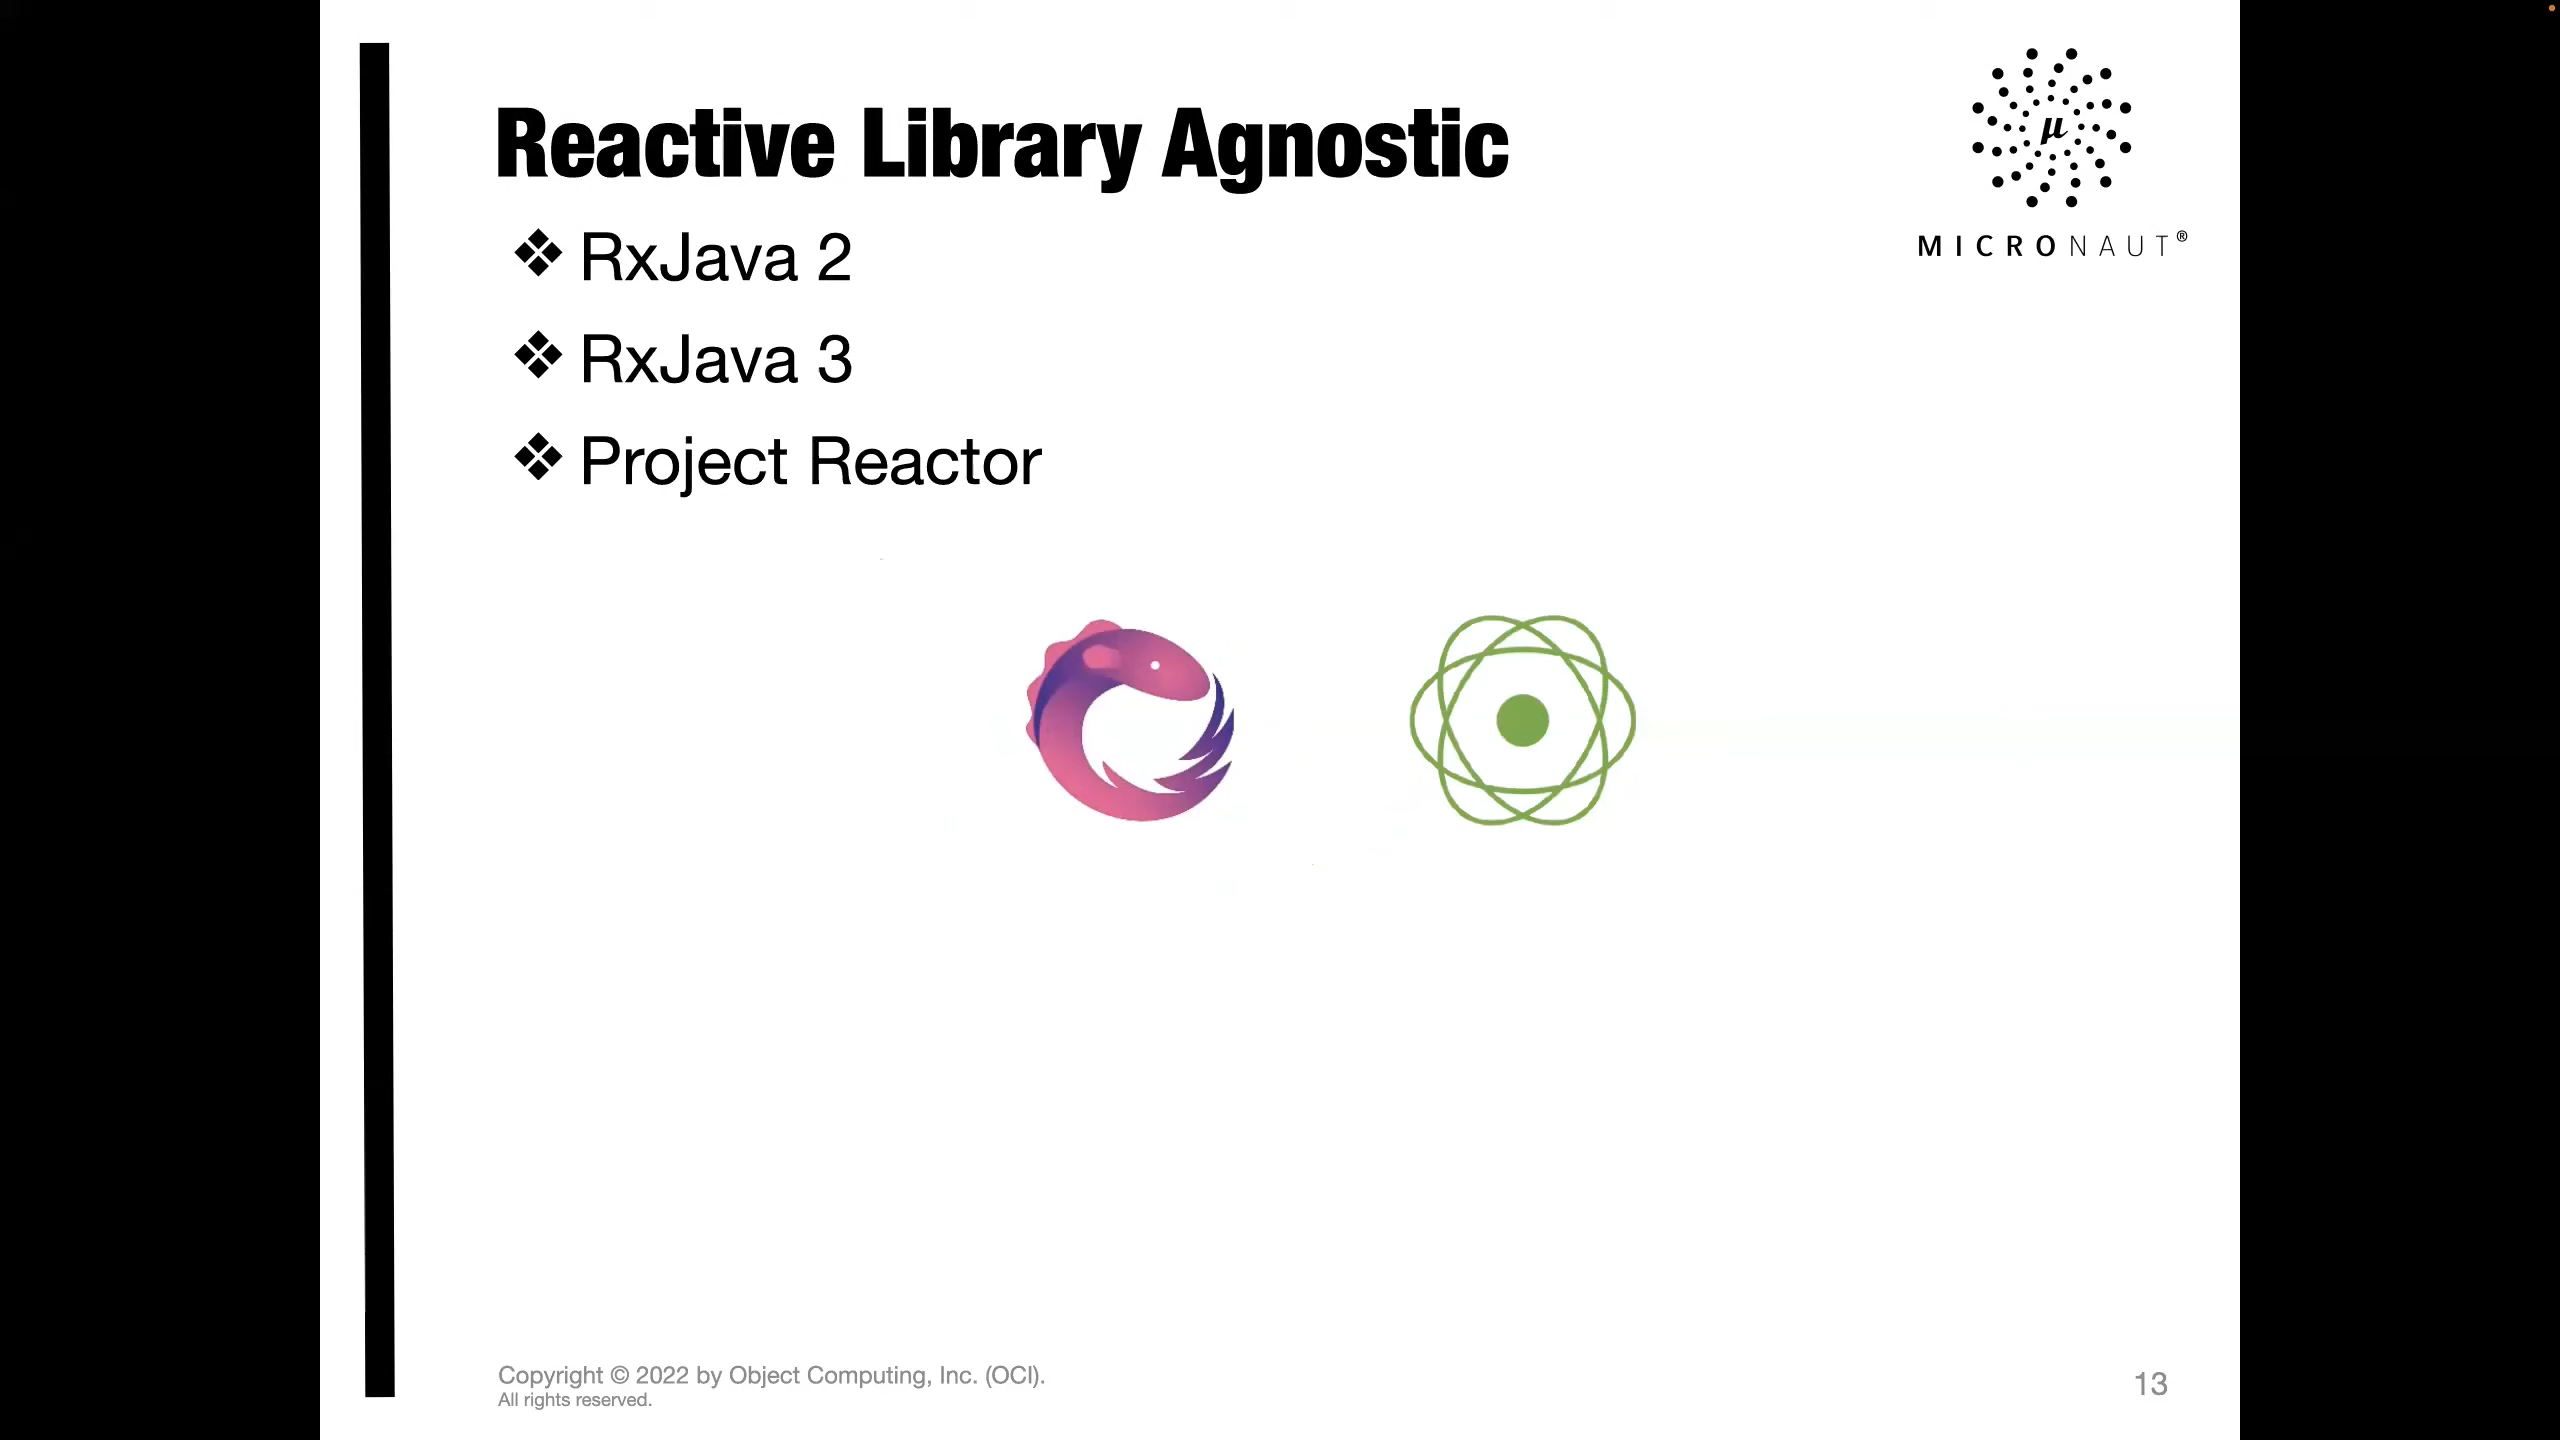 Reactive Library Agnostic
μ
MICRONAUT®
❖ RxJava 2
❖ RxJava 3
❖ Project Reactor
Copyright © 2022 by Object Computing, Inc. (OCI).
All rights reserved.
13